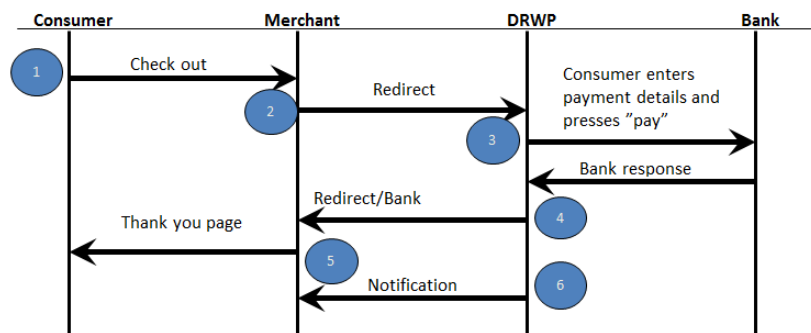 Consumer
Merchant
DRWP
Bank
1
Check out
2
Redirect
3
Consumer enters
payment details and
presses ”pay”
Bank response
Redirect/Bank
4
Thank you page
5
Notification
6